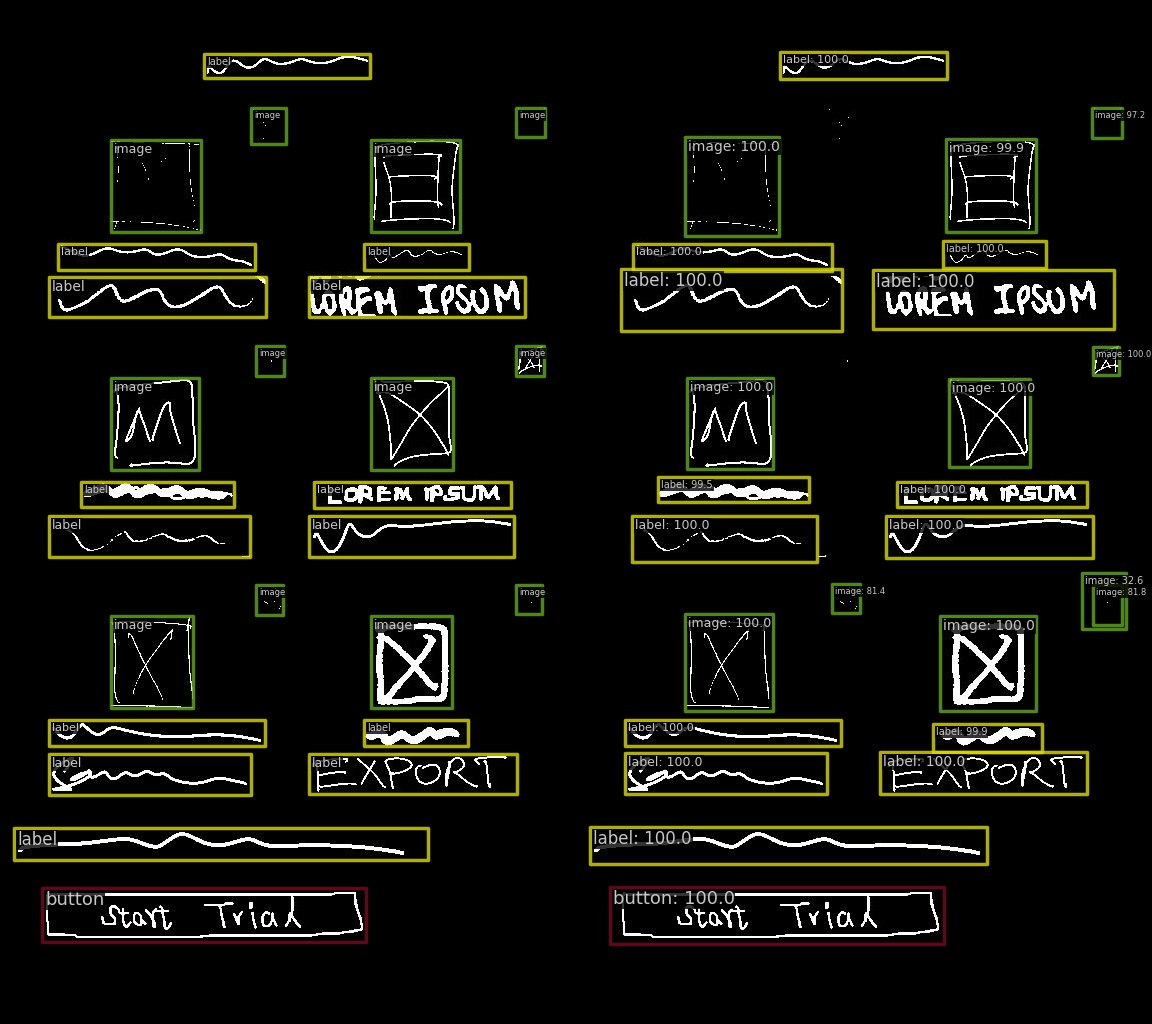 label
label: 100.0
image
image
image: 97.2
image
image
image: 100.0
image: 99.9
label
label
label: 100.0
label: 100.0
label
label
LOREM IPSUM
label: 100.0
label: 100.0
LOREM IPSUM
image
image
image: 100.0
image
M
image
image: 100.0
M
image: 100.0
label
label
LOREM IPSUM
label: 99.5
label: 100.0
LOREM IPSUM
label
label
label: 100.0
label: 100.0
image
image
image: 81.4
image: 32.6
image: 81.8
image
image
image: 100.0
image: 100.0
label
label
label: 100.0
label: 99.9
label
label
EXPORT
label: 100.0
label: 100.0
EXPORT
label
label: 100.0
button
Start Trial
button: 100.0
Start Trial